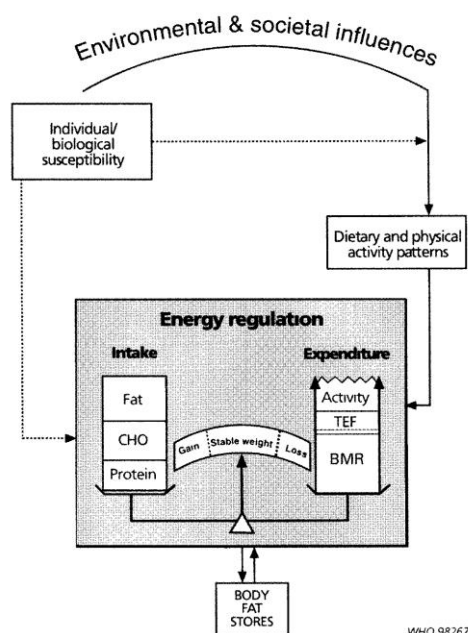 Environmental & societal influences
Individual/
biological
susceptibility
Dietary and physical
activity patterns
Energy regulation
Intake
Expenditure
Fat
CHO
Protein
Gain
Stable weight
Loss
Activity
TEF
BMR
BODY
FAT
STORES
WHO 98267